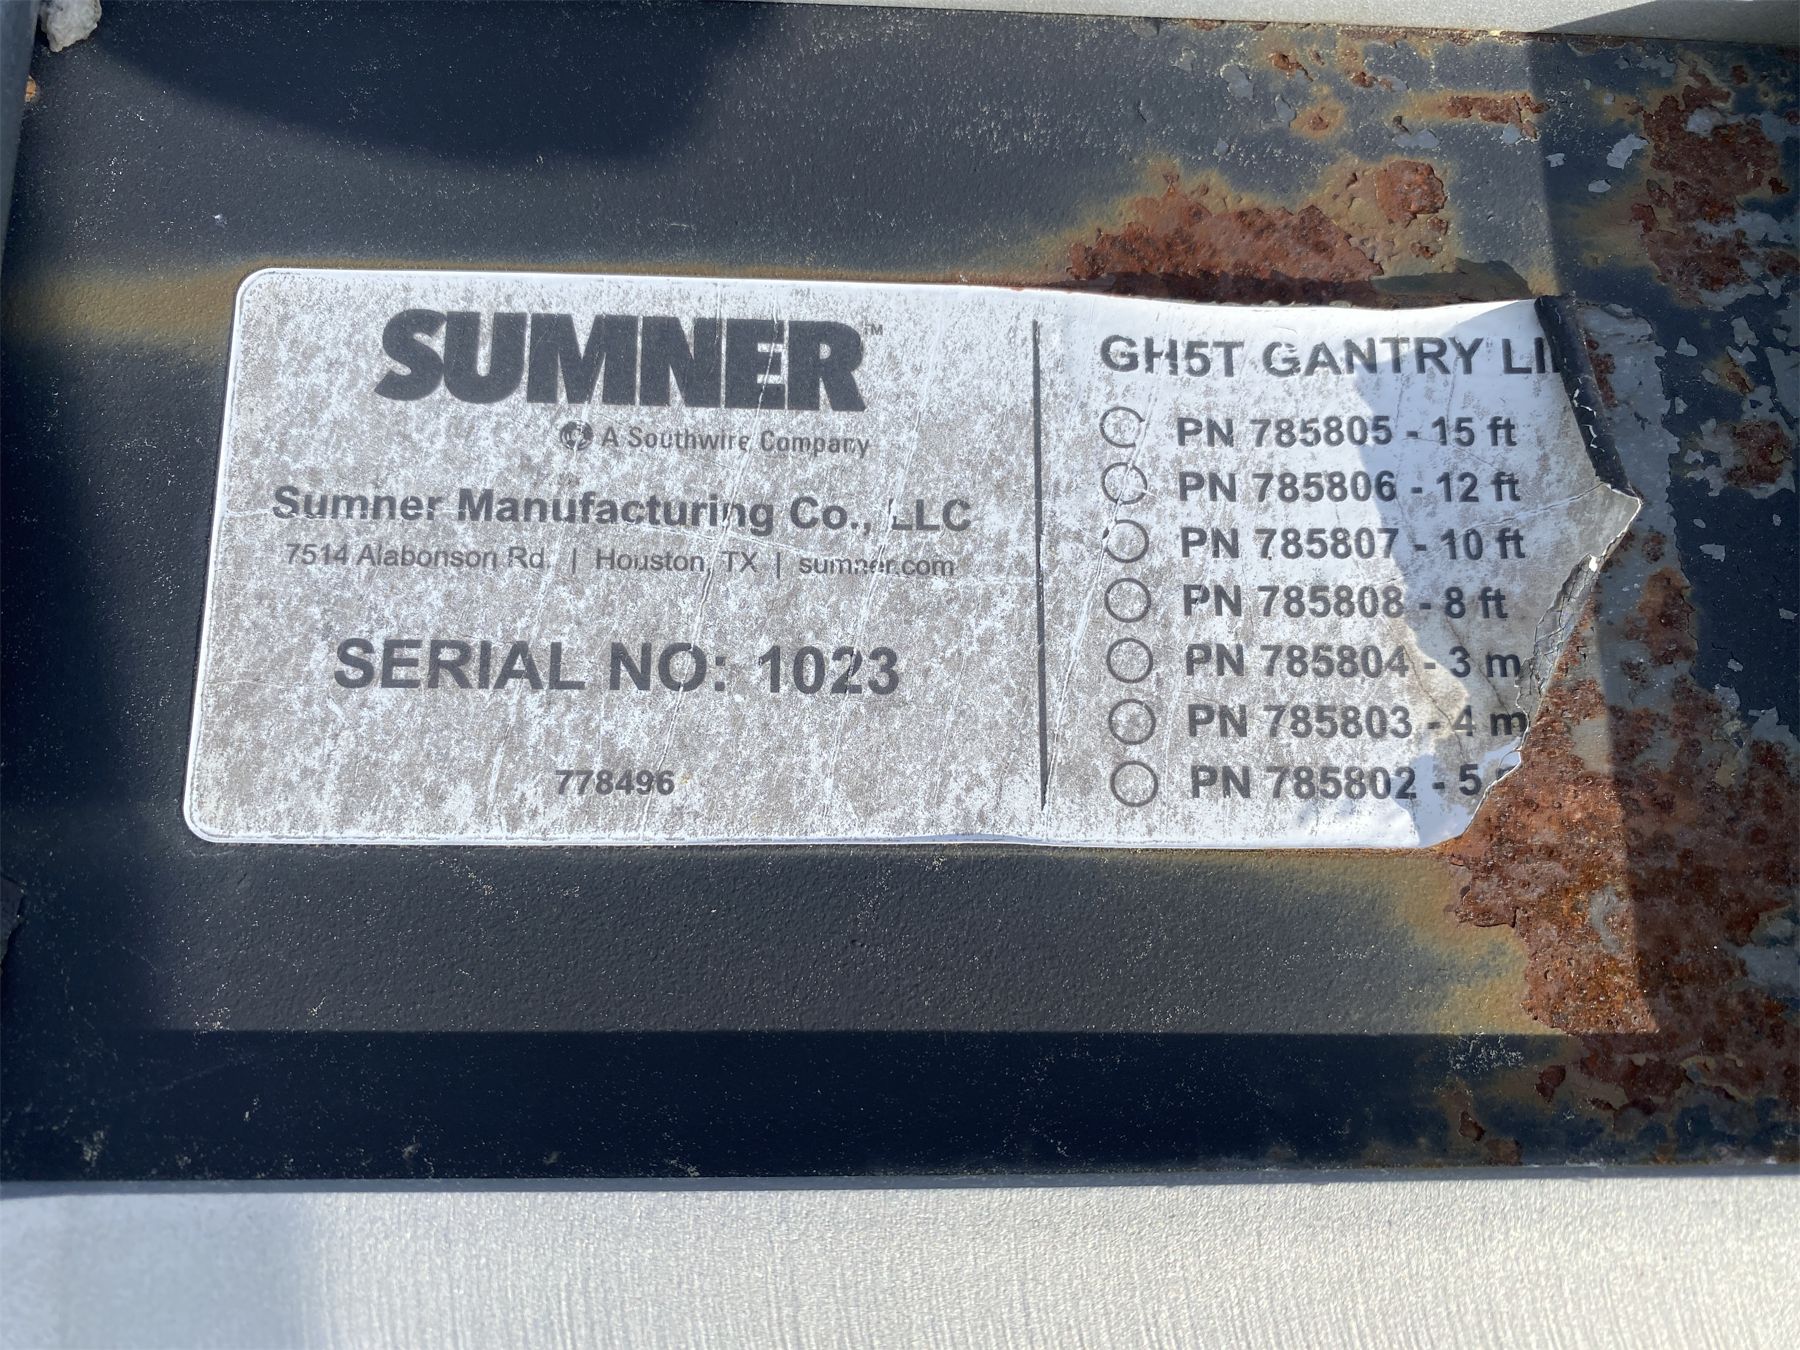 SUMNER™
A Southwire Company
Sumner Manufacturing Co., LLC
7514 Alabonson Rd. | Houston, TX | sumner.com
SERIAL NO: 1023
778496
GH5T GANTRY
PN 785805 - 15 ft
PN 785806 - 12 ft
PN 785807 - 10 ft
PN 785808 - 8 ft
PN 785804 - 3 m
PN 785803 - 4 m
PN 785802 - 5